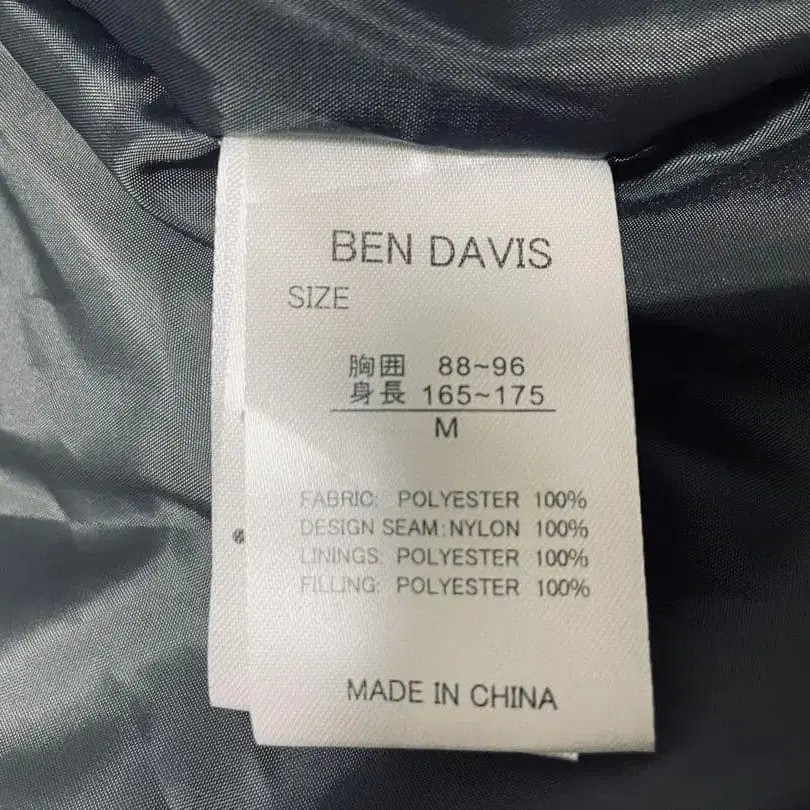 BEN DAVIS
SIZE
胸囲 88~96
身長 165~175
M
FABRIC: POLYESTER 100%
DESIGN SEAM:NYLON 100%
LININGS: POLYESTER 100%
FILLING: POLYESTER 100%
MADE IN CHINA